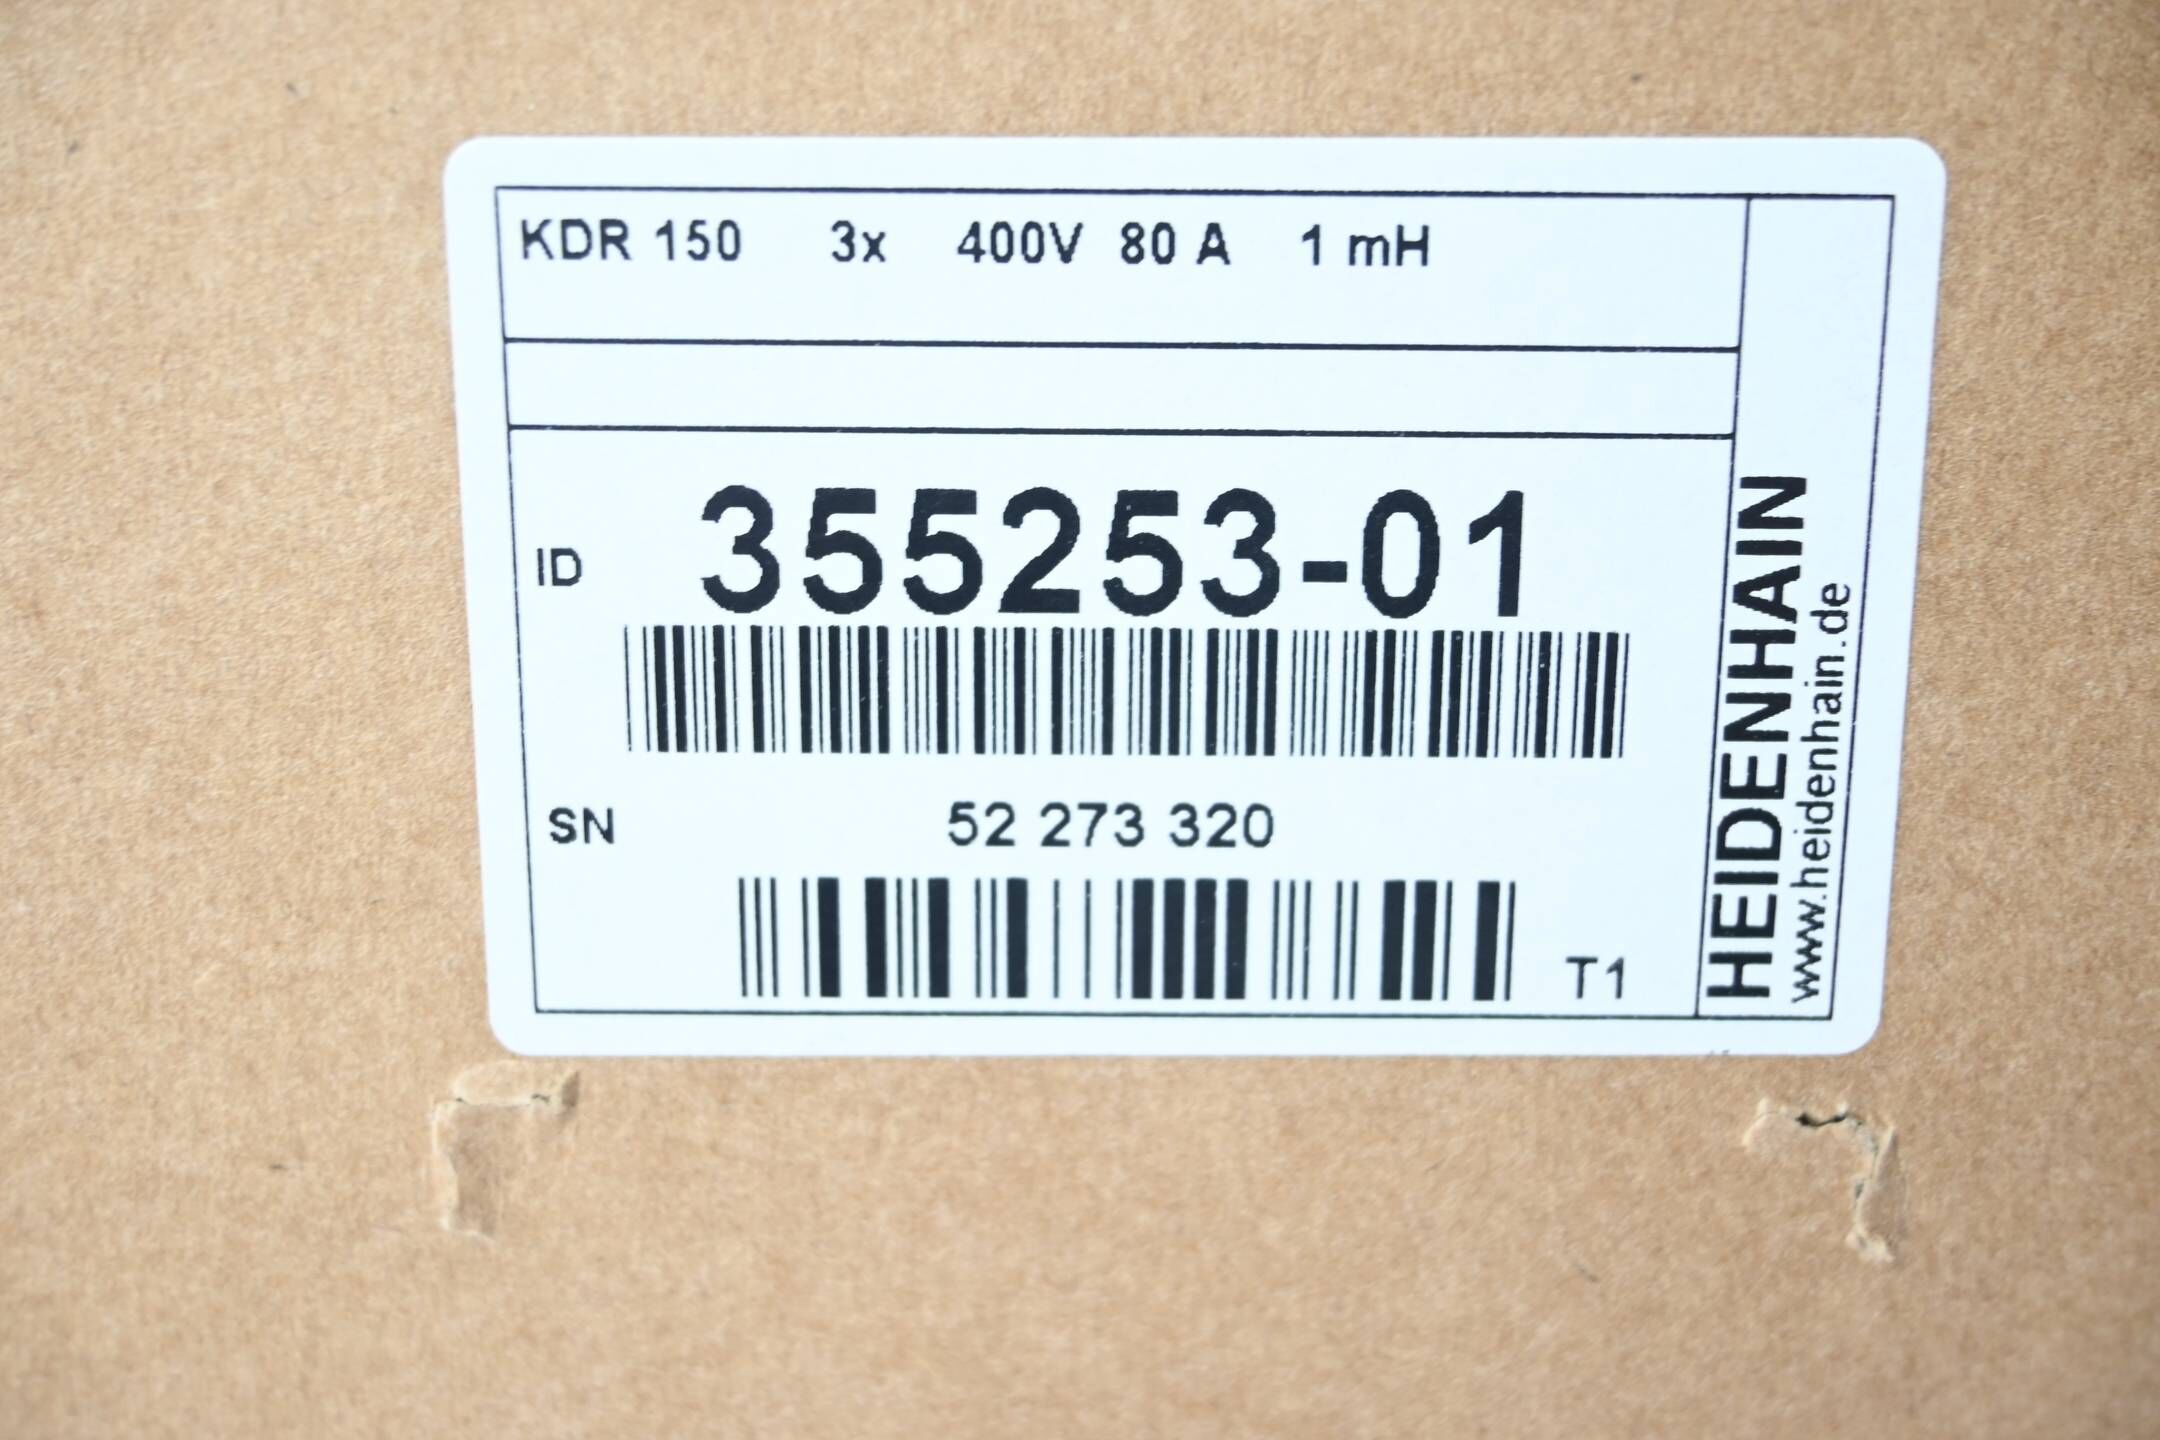 KDR 150 3x 400V 80 A 1 mH
ID 355253-01
SN 52 273 320
T1
HEIDENHAIN
www.heidenhain.de